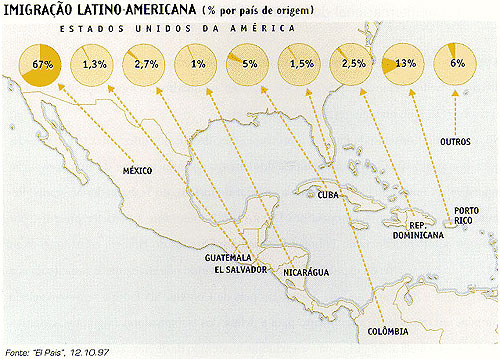 IMIGRAÇÃO LATINO-AMERICANA (% por país de origem)
ESTADOS UNIDOS DA AMÉRICA
67% 1,3% 2,7% 1% 5% 1,5% 2,5% 13% 6%
OUTROS
MÉXICO
CUBA
PORTO
RICO
REP.
DOMINICANA
GUATEMALA
EL SALVADOR
NICARÁGUA
COLÔMBIA
Fonte: "El País", 12.10.97